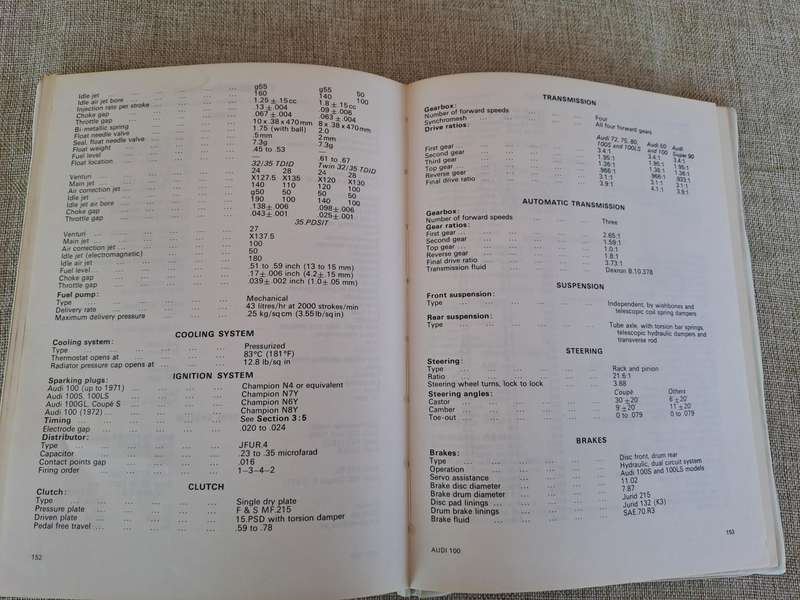 g55
Idle jet ... 160 g55 50
Idle air jet bore ... 1.25 ± .15 cc 140 100
Injection rate per stroke ... .13 ± .004 1.8 ± .15cc
Choke gap ... .067 ± .004 .09 ± .006
Throttle gap ... 10 x .38 x 470 mm .063 ± .004
Bi-metallic spring ... 1.75 (with ball) 8 x .38 x 470mm
Float needle valve ... .5mm 2.0
Seal, float needle valve ... 7.3g 2mm
Float weight ... .45 to .53 7.3g
Fuel level ... — —
Float location ... .61 to .67
32/35 TDID Twin 32/35 TDID
Venturi ... 24 28 24 28
Main jet ... X127.5 X135 X120 X130
Air correction jet ... 140 110 120 100
Idle jet ... g50 50 50 50
Idle jet air bore ... 190 100 140 100
Choke gap ... .138 ± .006 .098 ± .006
Throttle gap ... .043 ± .001 .025 ± .001
35.PDSIT
Venturi ... 27
Main jet ... X137.5
Air correction jet ... 100
Idle jet (electromagnetic) ... 50
Idle air jet ... 180
Fuel level ... .51 to .59 inch (13 to 15 mm)
Choke gap ... .17 ± .006 inch (4.2 ± .15 mm)
Throttle gap ... .039 ± .002 inch (1.0 ± .05 mm)
Fuel pump:
Type ... Mechanical
Delivery rate ... 43 litres/hr at 2000 strokes/min
Maximum delivery pressure ... .25 kg/sq cm (3.55 lb/sq in)
COOLING SYSTEM
Cooling system:
Type ... Pressurized
Thermostat opens at ... 83°C (181°F)
Radiator pressure cap opens at ... 12.8 lb/sq in
IGNITION SYSTEM
Sparking plugs:
Audi 100 (up to 1971) ... Champion N4 or equivalent
Audi 100S, 100LS ... Champion N7Y
Audi 100GL, Coupé S ... Champion N6Y
Audi 100 (1972) ... Champion N8Y
Timing ... See Section 3:5
Electrode gap ... .020 to .024
Distributor:
Type ... JFUR.4
Capacitor ... .23 to .35 microfarad
Contact points gap ... .016
Firing order ... 1–3–4–2
CLUTCH
Clutch:
Type ... Single dry plate
Pressure plate ... F & S MF.215
Driven plate ... 15.PSD with torsion damper
Pedal free travel ... .59 to .78
152
TRANSMISSION
Gearbox:
Number of forward speeds ... Four
Synchromesh ... All four forward gears
Drive ratios:
Audi 72, 75, 80, Audi 60 Audi
100S and 100LS and 100 Super 90
First gear ... 3.4:1 3.4:1 3.4:1
Second gear ... 1.95:1 1.95:1 1.95:1
Third gear ... 1.35:1 1.36:1 1.36:1
Top gear ... .966:1 .966:1 .933:1
Reverse gear ... 3.1:1 3.1:1 3.1:1
Final drive ratio ... 3.9:1 4.1:1 3.9:1
AUTOMATIC TRANSMISSION
Gearbox:
Number of forward speeds ... Three
Gear ratios:
First gear ... 2.65:1
Second gear ... 1.59:1
Top gear ... 1.0:1
Reverse gear ... 1.8:1
Final drive ratio ... 3.73:1
Transmission fluid ... Dexron B.10.378
SUSPENSION
Front suspension:
Type ... Independent, by wishbones and
telescopic coil spring dampers
Rear suspension:
Type ... Tube axle, with torsion bar springs,
telescopic hydraulic dampers and
transverse rod
STEERING
Steering:
Type ... Rack and pinion
Ratio ... 21.6:1
Steering wheel turns, lock to lock ... 3.88
Steering angles: Coupé Others
Castor ... 30' ± 20' 6' ± 20'
Camber ... 9' ± 20' 11' ± 20'
Toe-out ... 0 to .079 0 to .079
BRAKES
Brakes:
Type ... Disc front, drum rear
Operation ... Hydraulic, dual circuit system
Servo assistance ... Audi 100S and 100LS models
Brake disc diameter ... 11.02
Brake drum diameter ... 7.87
Disc pad linings ... Jurid 215
Drum brake linings ... Jurid 132 (K3)
Brake fluid ... SAE.70.R3
AUDI 100
153